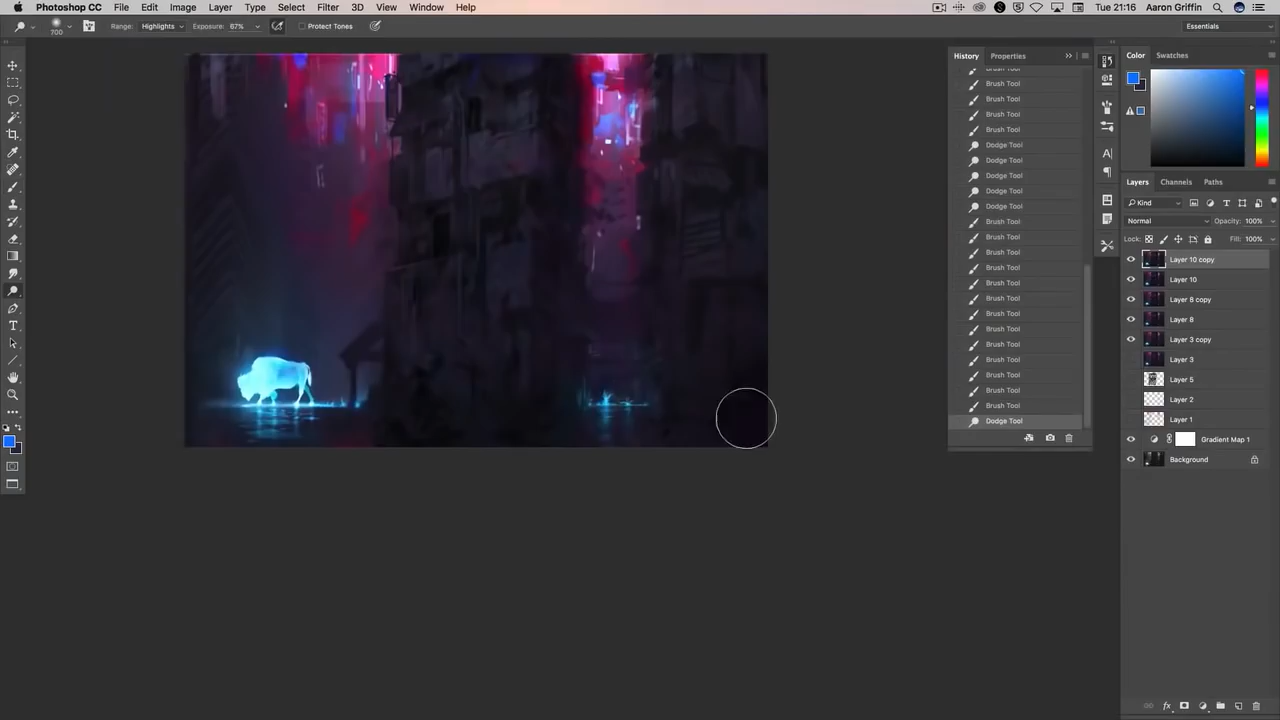 Photoshop CC File Edit Image Layer Type Select Filter 3D View Window Help Tue 21:16 Aaron Griffin
700 Range: Highlights Exposure: 67% Protect Tones Essentials
History Properties
Color Swatches
Brush Tool
Brush Tool
Brush Tool
Brush Tool
Brush Tool
Dodge Tool
Dodge Tool
Dodge Tool
Dodge Tool
Dodge Tool
Brush Tool
Brush Tool
Brush Tool
Brush Tool
Brush Tool
Brush Tool
Brush Tool
Brush Tool
Brush Tool
Brush Tool
Brush Tool
Brush Tool
Brush Tool
Dodge Tool
Layers Channels Paths
Kind
Normal Opacity: 100%
Lock: Fill: 100%
Layer 10 copy
Layer 10
Layer 8 copy
Layer 8
Layer 3 copy
Layer 3
Layer 5
Layer 2
Layer 1
Gradient Map 1
Background